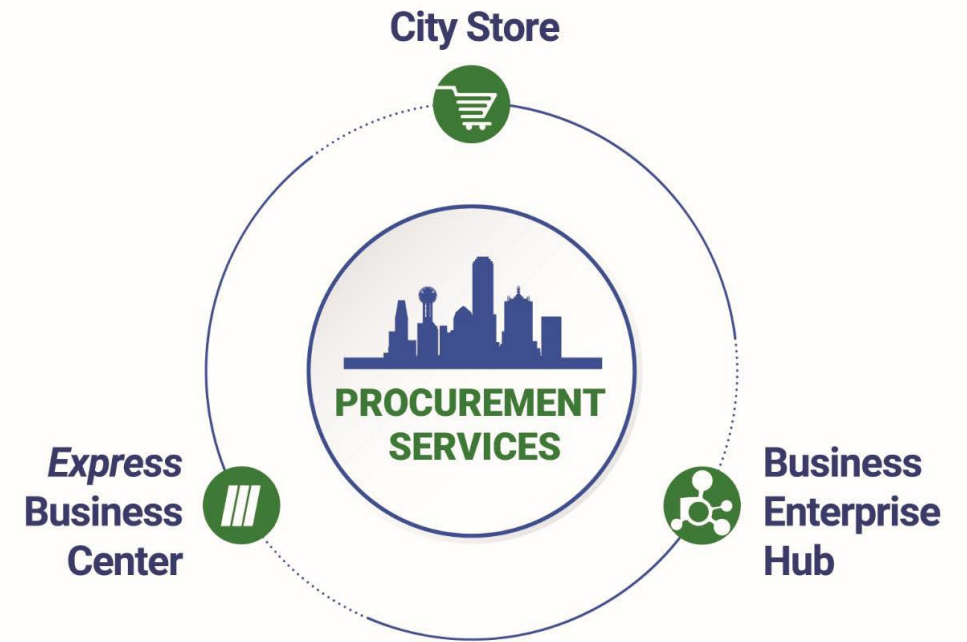 City Store
PROCUREMENT
SERVICES
Express
Business
Center
Business
Enterprise
Hub